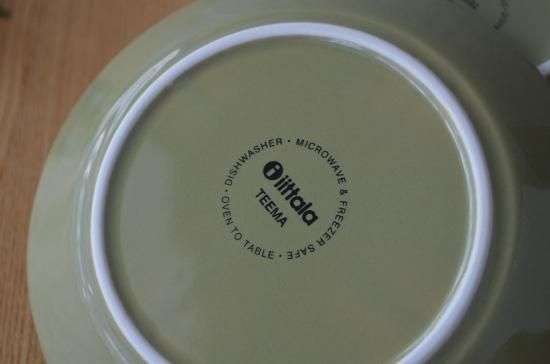 DISHWASHER • MICROWAVE & FREEZER SAFE • OVEN TO TABLE •
iittala
TEEMA